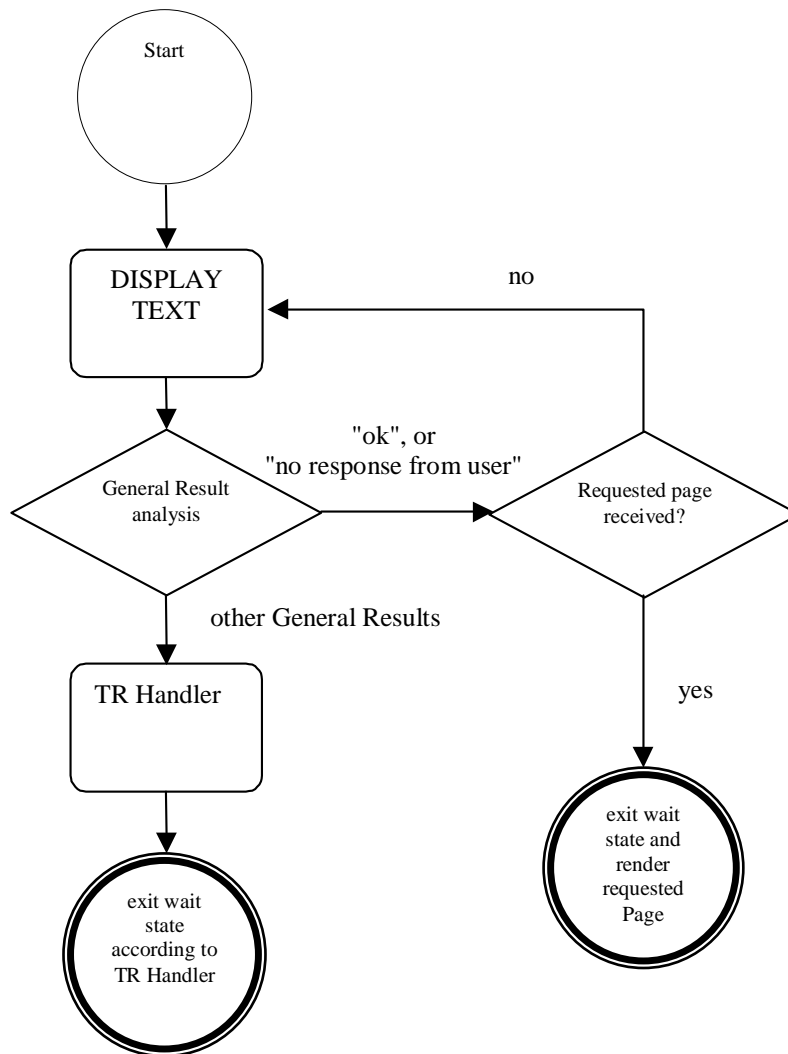 Start
DISPLAY
TEXT
no
"ok", or
"no response from user"
General Result
analysis
Requested page
received?
other General Results
TR Handler
yes
exit wait
state and
render
requested
Page
exit wait
state
according to
TR Handler